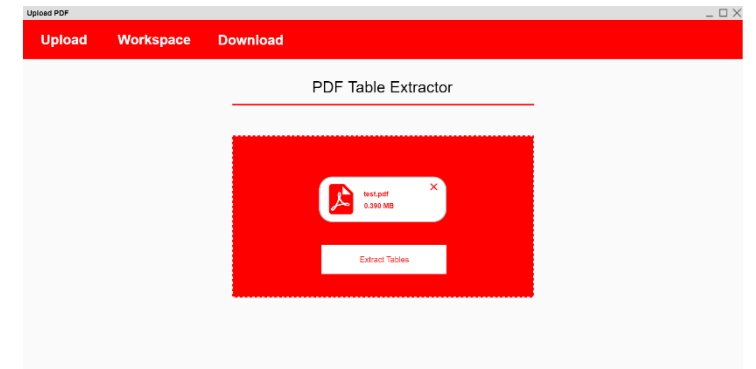 Upload PDF
Upload Workspace Download
PDF Table Extractor
test.pdf
0.390 MB
Extract Tables